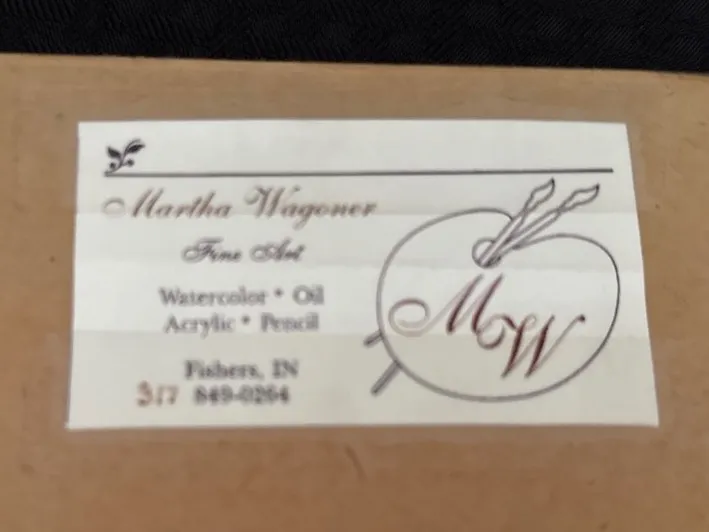 Martha Wagoner
Fine Art
Watercolor * Oil
Acrylic * Pencil
Fishers, IN
317 849-0264
MW